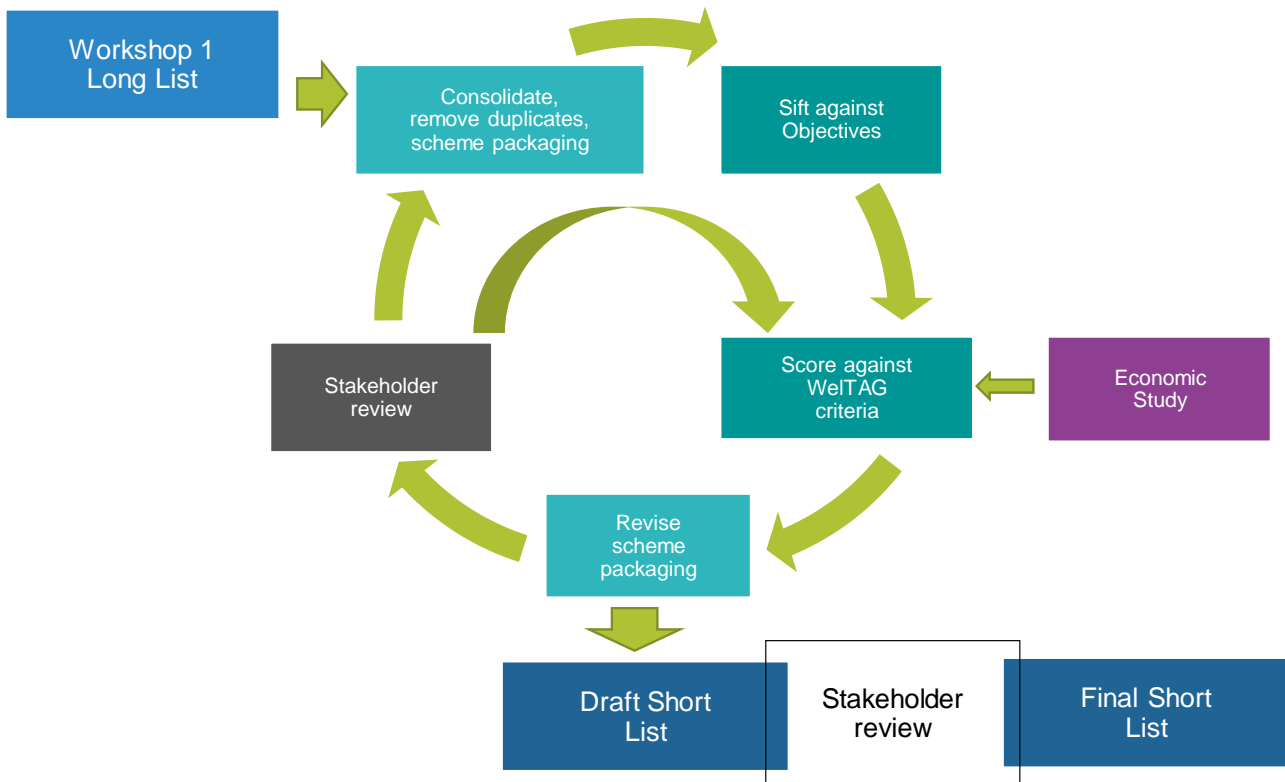 Workshop 1
Long List
Consolidate,
remove duplicates,
scheme packaging
Sift against
Objectives
Stakeholder
review
Score against
WelTAG
criteria
Economic
Study
Revise
scheme
packaging
Draft Short
List
Stakeholder
review
Final Short
List